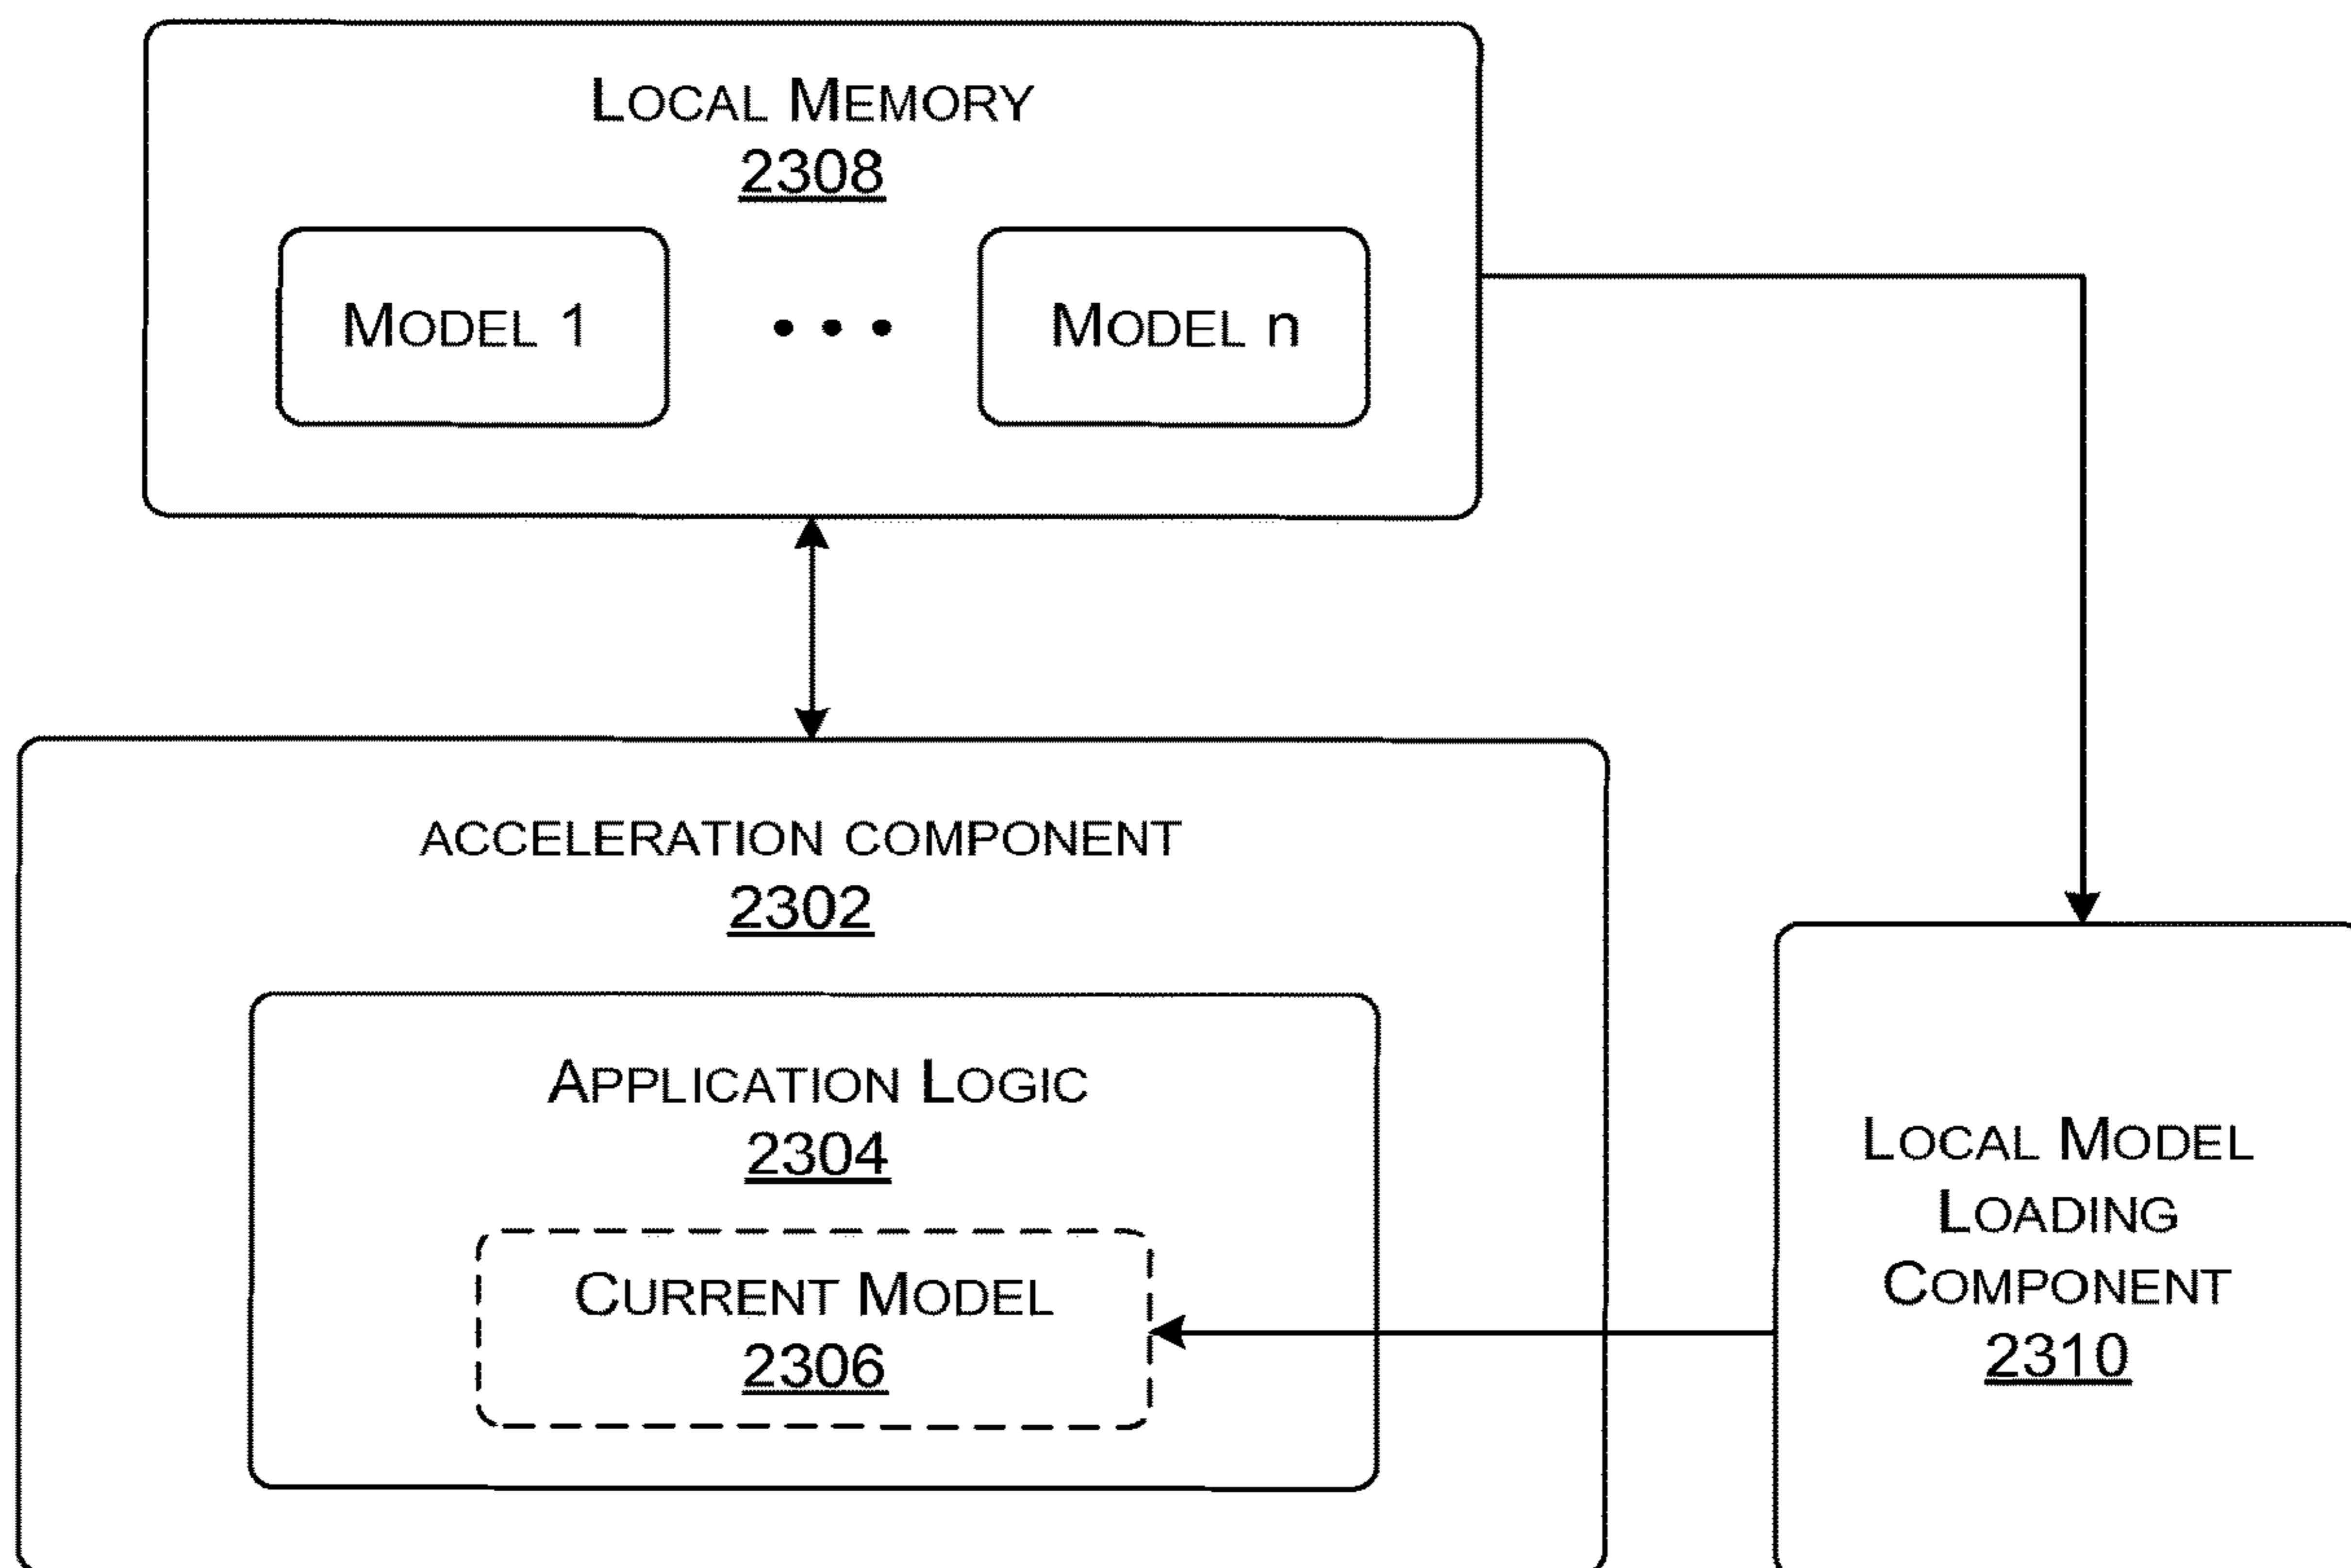 LOCAL MEMORY
2308
MODEL 1
• • •
MODEL n
ACCELERATION COMPONENT
2302
APPLICATION LOGIC
2304
CURRENT MODEL
2306
LOCAL MODEL
LOADING
COMPONENT
2310